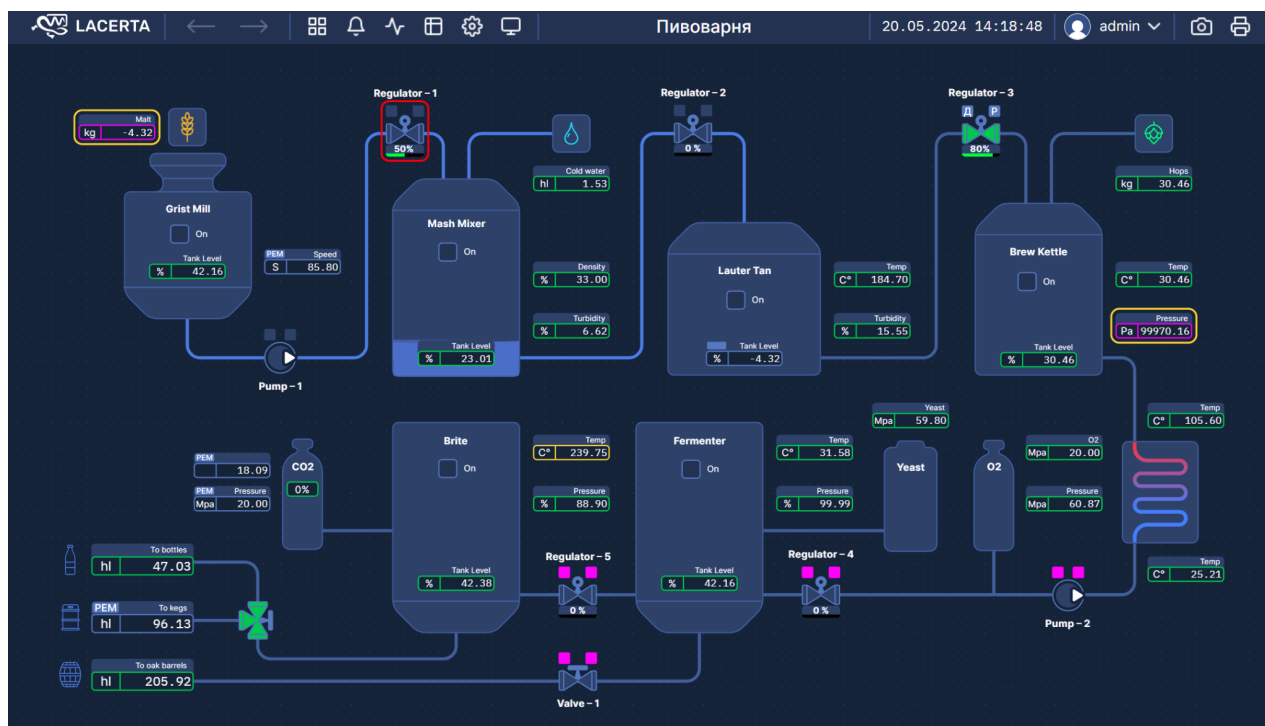 LACERTA
Пивоварня
20.05.2024 14:18:48
admin
Regulator – 1
50%
Regulator – 2
0 %
Regulator – 3
Д Р
80%
Malt
kg -4.32
Cold water
hl 1.53
Hops
kg 30.46
Grist Mill
On
Tank Level
% 42.16
PEM Speed
S 85.80
Pump – 1
Mash Mixer
On
Tank Level
% 23.01
Density
% 33.00
Turbidity
% 6.62
Lauter Tan
On
Tank Level
% -4.32
Temp
C° 184.70
Turbidity
% 15.55
Brew Kettle
On
Tank Level
% 30.46
Temp
C° 30.46
Pressure
Pa 99970.16
Temp
C° 105.60
PEM
18.09
PEM Pressure
Mpa 20.00
CO2
0%
Brite
On
Tank Level
% 42.38
Temp
C° 239.75
Pressure
% 88.90
Regulator – 5
0 %
Fermenter
On
Tank Level
% 42.16
Temp
C° 31.58
Pressure
% 99.99
Regulator – 4
0 %
Yeast
Mpa 59.80
Yeast
O2
O2
Mpa 20.00
Pressure
Mpa 60.87
Temp
C° 25.21
Pump – 2
To bottles
hl 47.03
PEM To kegs
hl 96.13
To oak barrels
hl 205.92
Valve – 1